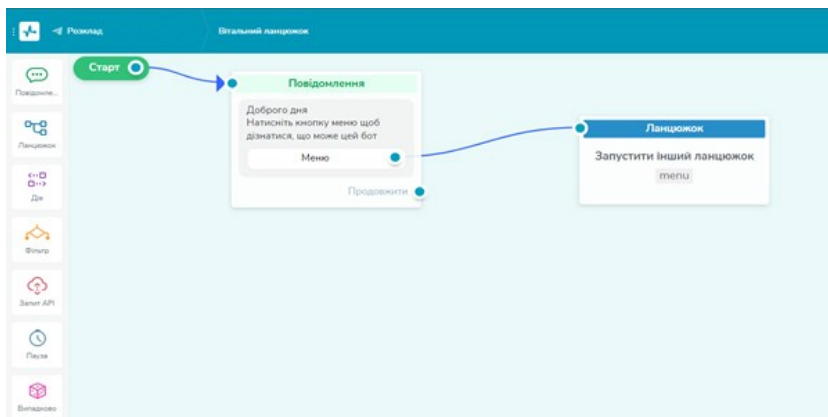 Розклад
Вітальний ланцюжок
Старт
Повідомле...
Ланцюжок
Дія
Фільтр
Запит API
Пауза
Випадково
Повідомлення
Доброго дня
Натисніть кнопку меню щоб
дізнатися, що може цей бот
Меню
Продовжити
Ланцюжок
Запустити інший ланцюжок
menu